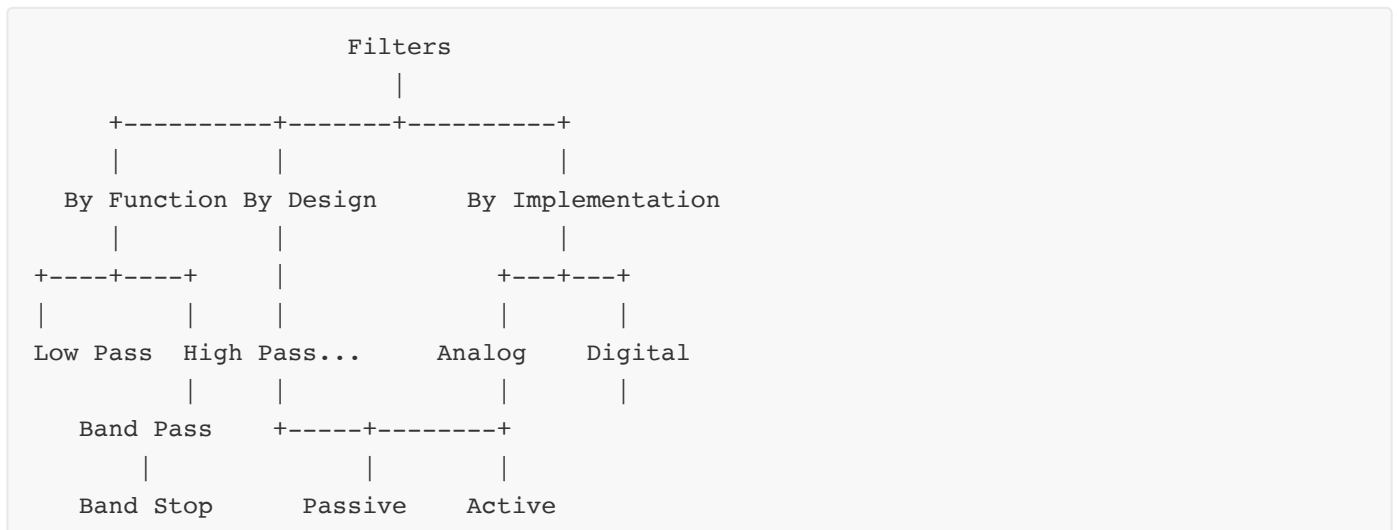 Filters
|
+----------+-------+----------+
| | |
By Function By Design By Implementation
| | |
+----+----+ | +---+---+
| | | | |
Low Pass High Pass... Analog Digital
| | | |
Band Pass +-----+--------+
| | |
Band Stop Passive Active